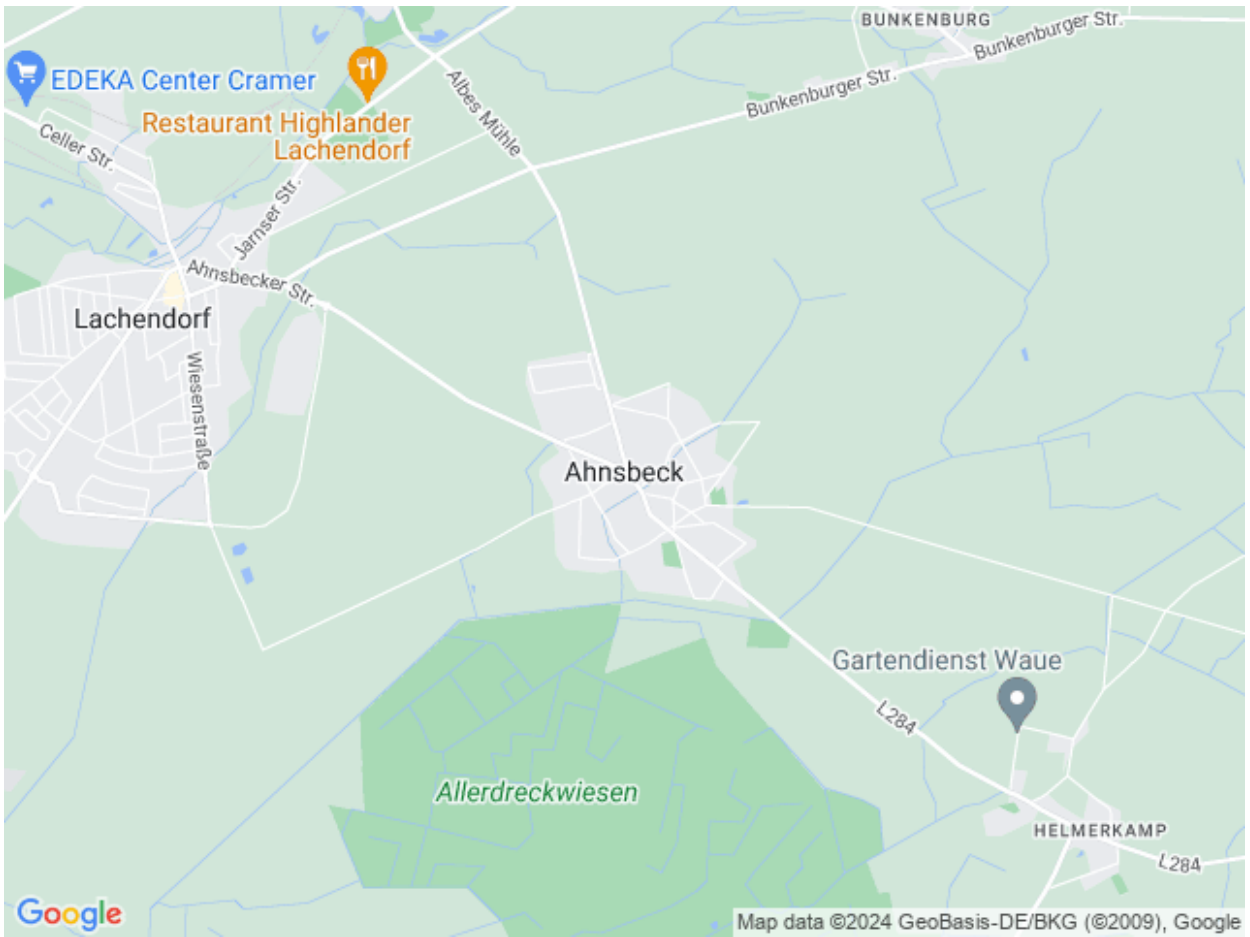 BUNKENBURG
Bunkenburger Str.
EDEKA Center Cramer
Albes Mühle
Bunkenburger Str.
Restaurant Highlander
Lachendorf
Celler Str.
Jarnser Str.
Ahnsbecker Str.
Lachendorf
Wiesenstraße
Ahnsbeck
Gartendienst Waue
L284
Allerdreckwiesen
HELMERKAMP
L284
Google
Map data ©2024 GeoBasis-DE/BKG (©2009), Google